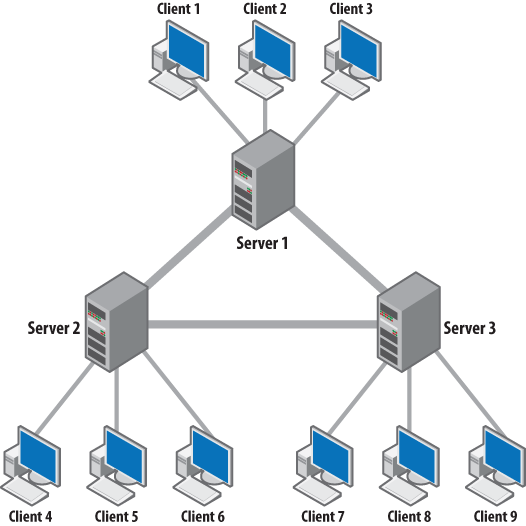 Client 1
Client 2
Client 3
Server 1
Server 2
Server 3
Client 4
Client 5
Client 6
Client 7
Client 8
Client 9